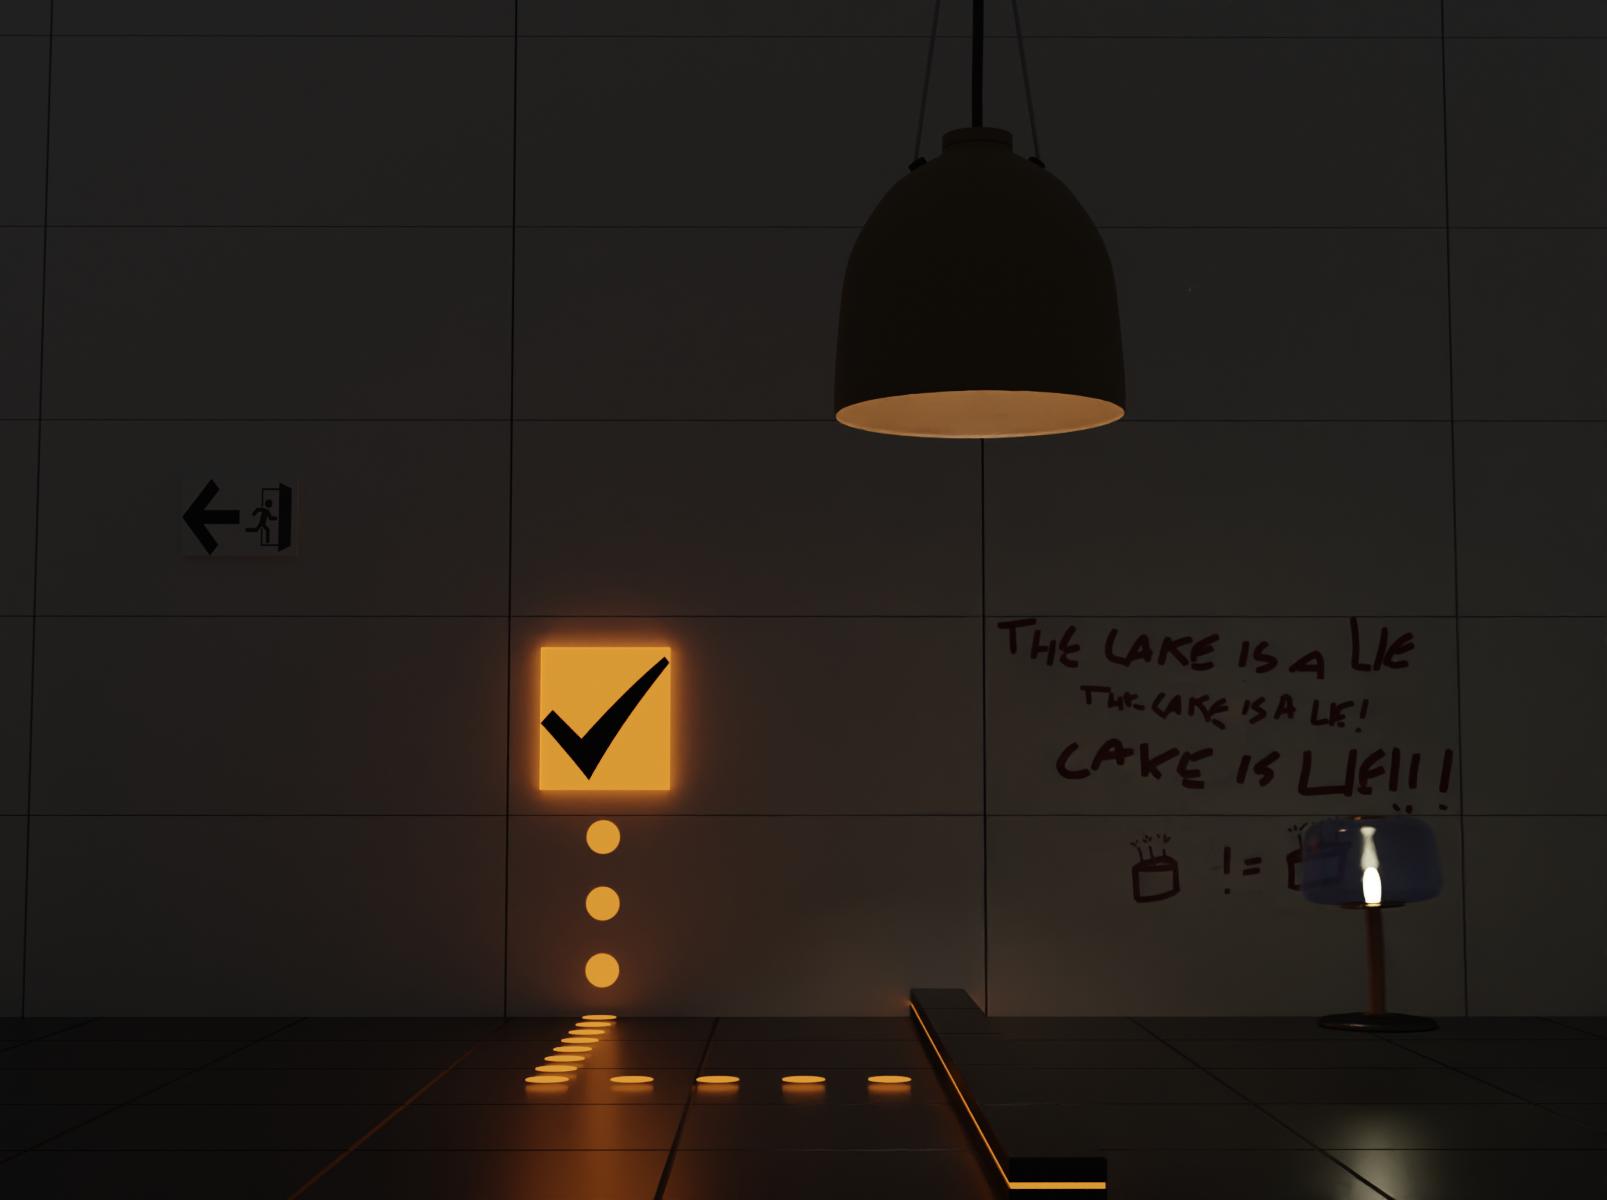 THE CAKE IS A LIE
THE CAKE IS A LIE!
CAKE IS LIE!!!
!=